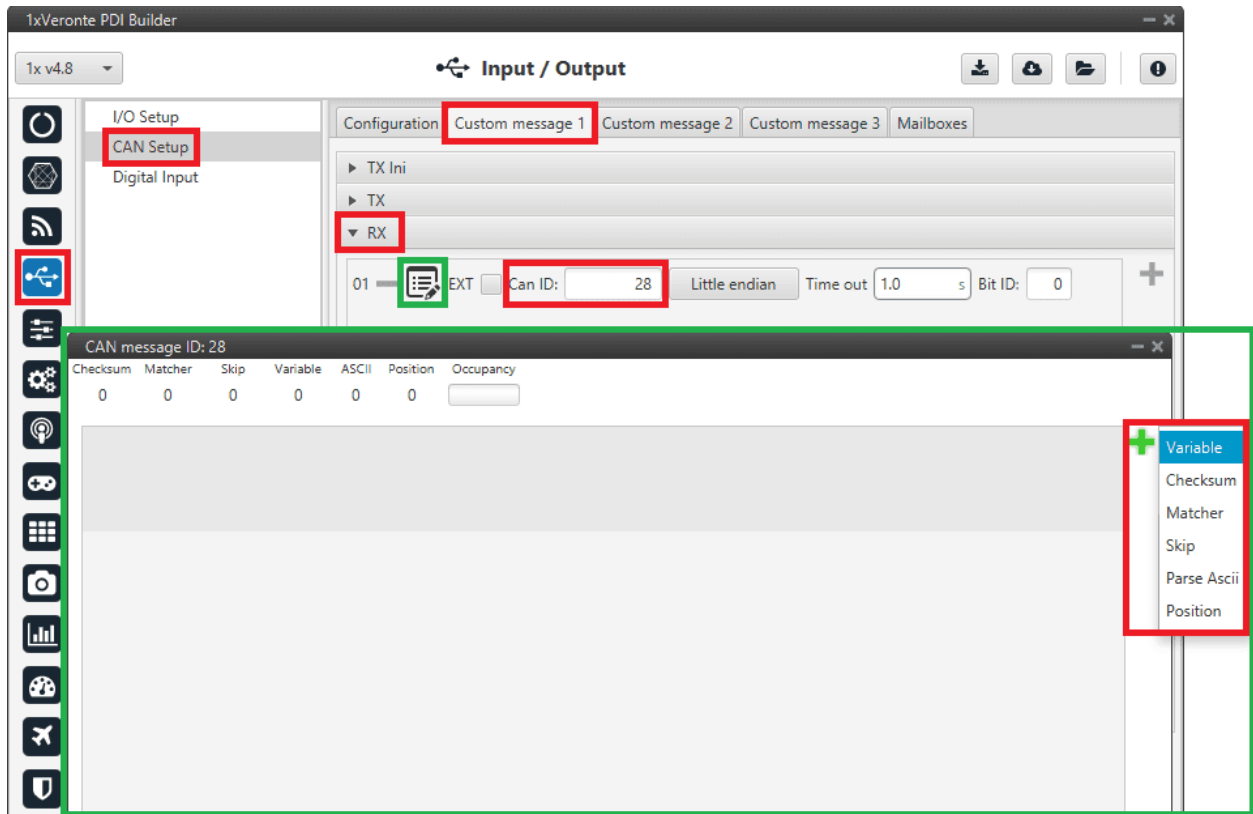 1xVeronte PDI Builder
1x v4.8
Input / Output
I/O Setup
CAN Setup
Digital Input
Configuration Custom message 1 Custom message 2 Custom message 3 Mailboxes
TX Ini
TX
RX
01 EXT Can ID: 28 Little endian Time out 1.0 s Bit ID: 0
CAN message ID: 28
Checksum Matcher Skip Variable ASCII Position Occupancy
0 0 0 0 0 0
Variable
Checksum
Matcher
Skip
Parse Ascii
Position